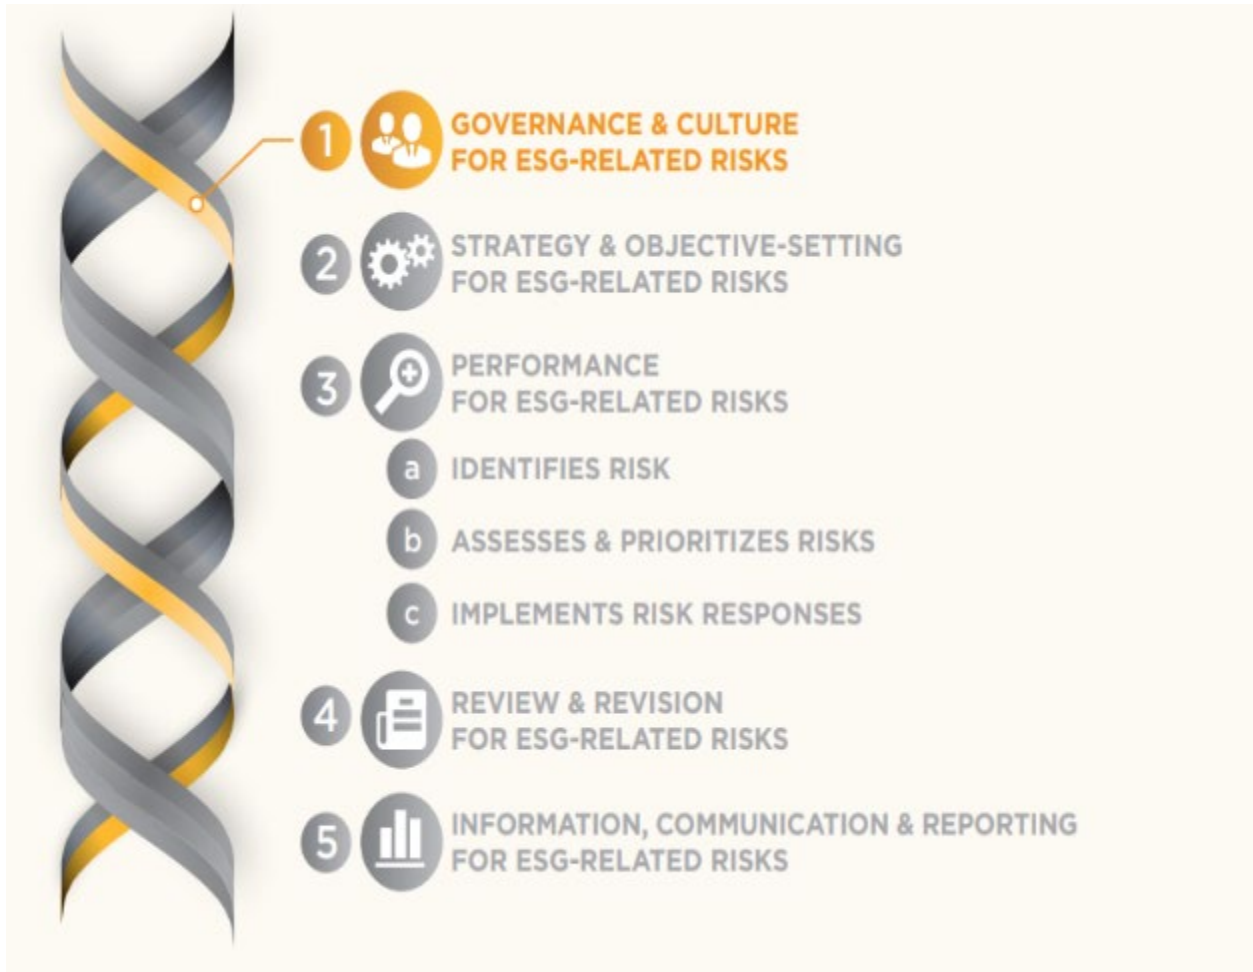 1 GOVERNANCE & CULTURE
FOR ESG-RELATED RISKS
2 STRATEGY & OBJECTIVE-SETTING
FOR ESG-RELATED RISKS
3 PERFORMANCE
FOR ESG-RELATED RISKS
a IDENTIFIES RISK
b ASSESSES & PRIORITIZES RISKS
c IMPLEMENTS RISK RESPONSES
4 REVIEW & REVISION
FOR ESG-RELATED RISKS
5 INFORMATION, COMMUNICATION & REPORTING
FOR ESG-RELATED RISKS